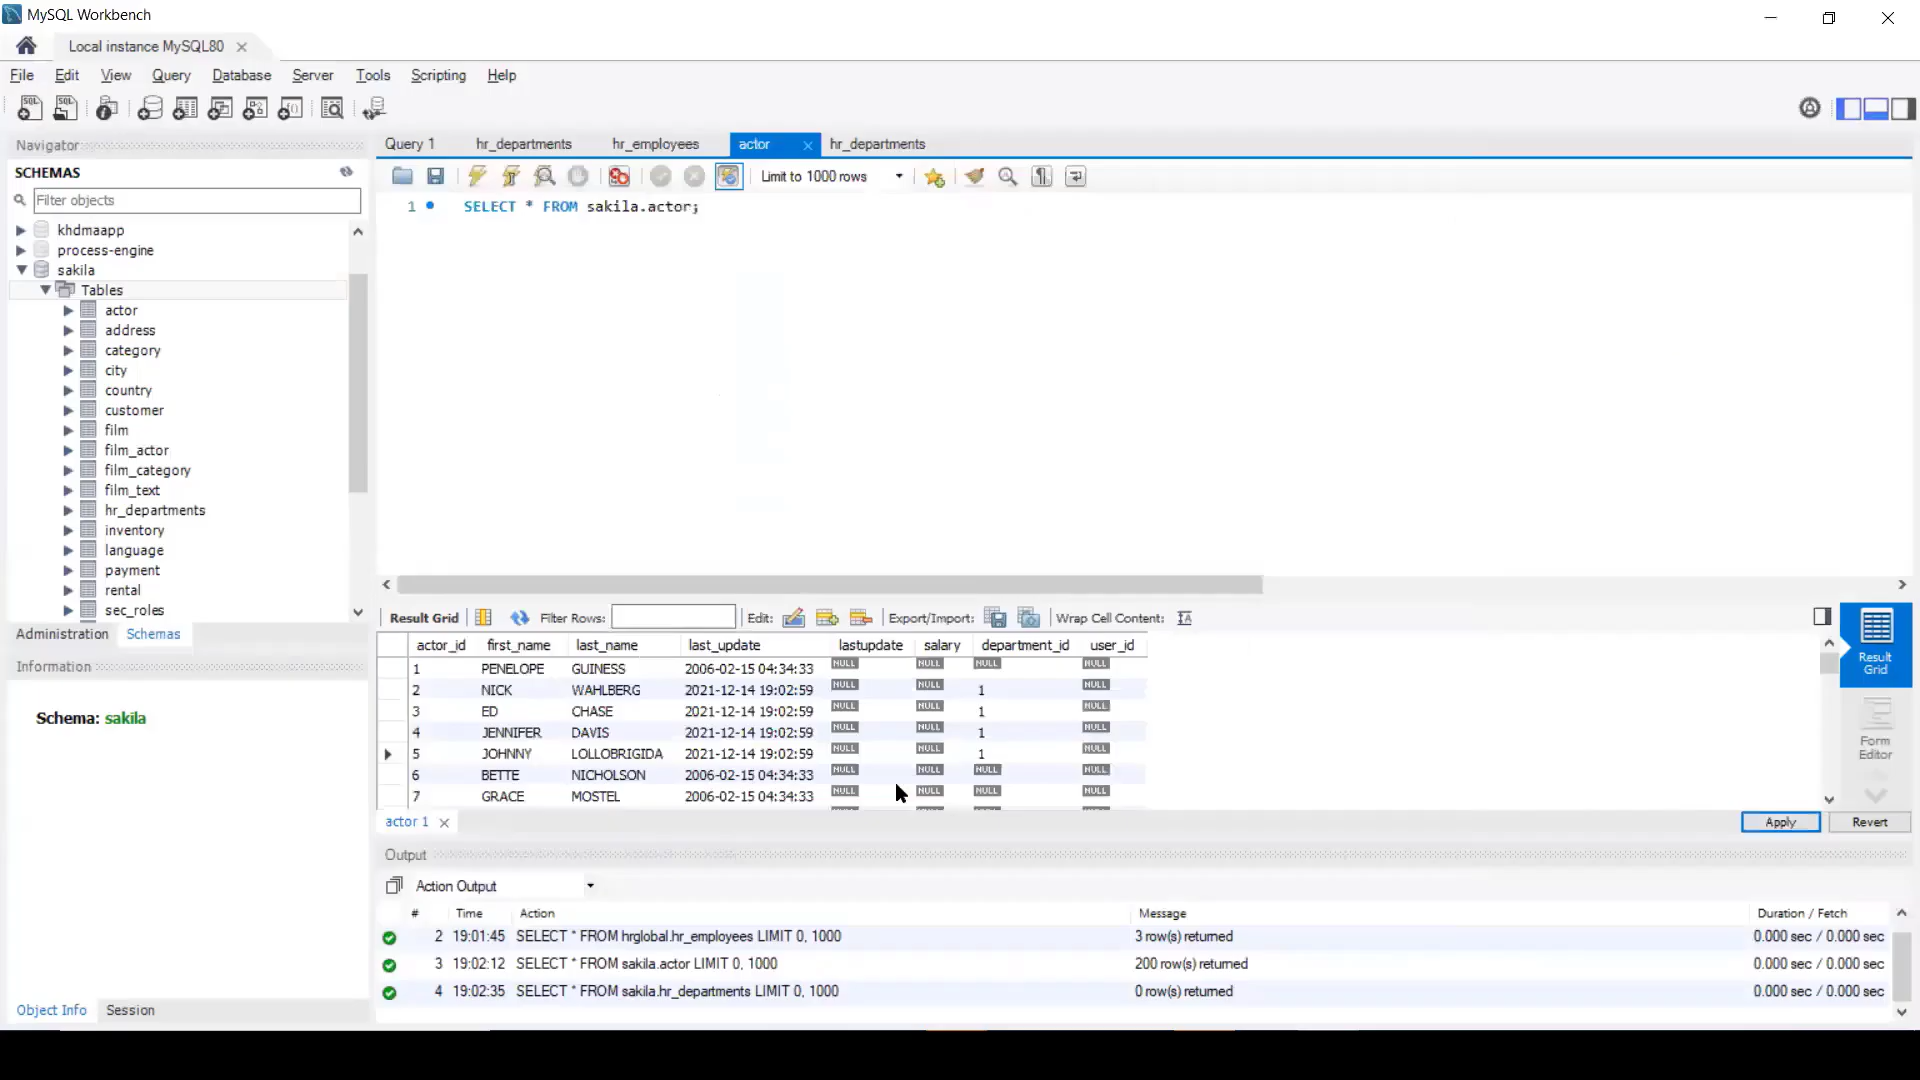 MySQL Workbench
Local instance MySQL80
File Edit View Query Database Server Tools Scripting Help
Navigator
SCHEMAS
Filter objects
khdmaapp
process-engine
sakila
Tables
actor
address
category
city
country
customer
film
film_actor
film_category
film_text
hr_departments
inventory
language
payment
rental
sec_roles
Administration Schemas
Information
Schema: sakila
Object Info Session
Query 1 hr_departments hr_employees actor hr_departments
Limit to 1000 rows
1 SELECT * FROM sakila.actor;
Result Grid Filter Rows: Edit: Export/Import: Wrap Cell Content:
actor_id first_name last_name last_update lastupdate salary department_id user_id
1 PENELOPE GUINESS 2006-02-15 04:34:33 NULL NULL NULL NULL
2 NICK WAHLBERG 2021-12-14 19:02:59 NULL NULL 1 NULL
3 ED CHASE 2021-12-14 19:02:59 NULL NULL 1 NULL
4 JENNIFER DAVIS 2021-12-14 19:02:59 NULL NULL 1 NULL
5 JOHNNY LOLLOBRIGIDA 2021-12-14 19:02:59 NULL NULL 1 NULL
6 BETTE NICHOLSON 2006-02-15 04:34:33 NULL NULL NULL NULL
7 GRACE MOSTEL 2006-02-15 04:34:33 NULL NULL NULL NULL
Result
Grid
Form
Editor
actor 1 Apply Revert
Output
Action Output
# Time Action Message Duration / Fetch
2 19:01:45 SELECT * FROM hrglobal.hr_employees LIMIT 0, 1000 3 row(s) returned 0.000 sec / 0.000 sec
3 19:02:12 SELECT * FROM sakila.actor LIMIT 0, 1000 200 row(s) returned 0.000 sec / 0.000 sec
4 19:02:35 SELECT * FROM sakila.hr_departments LIMIT 0, 1000 0 row(s) returned 0.000 sec / 0.000 sec